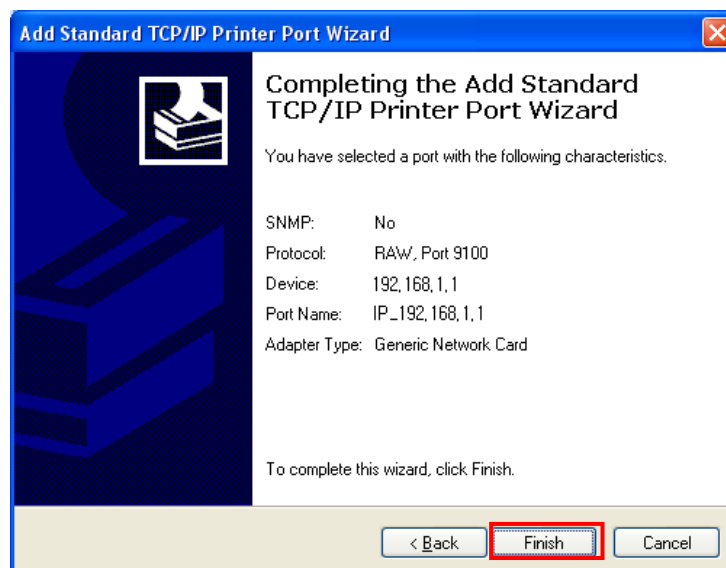 Add Standard TCP/IP Printer Port Wizard
Completing the Add Standard
TCP/IP Printer Port Wizard
You have selected a port with the following characteristics.
SNMP: No
Protocol: RAW, Port 9100
Device: 192,168,1,1
Port Name: IP_192,168,1,1
Adapter Type: Generic Network Card
To complete this wizard, click Finish.
< Back Finish Cancel